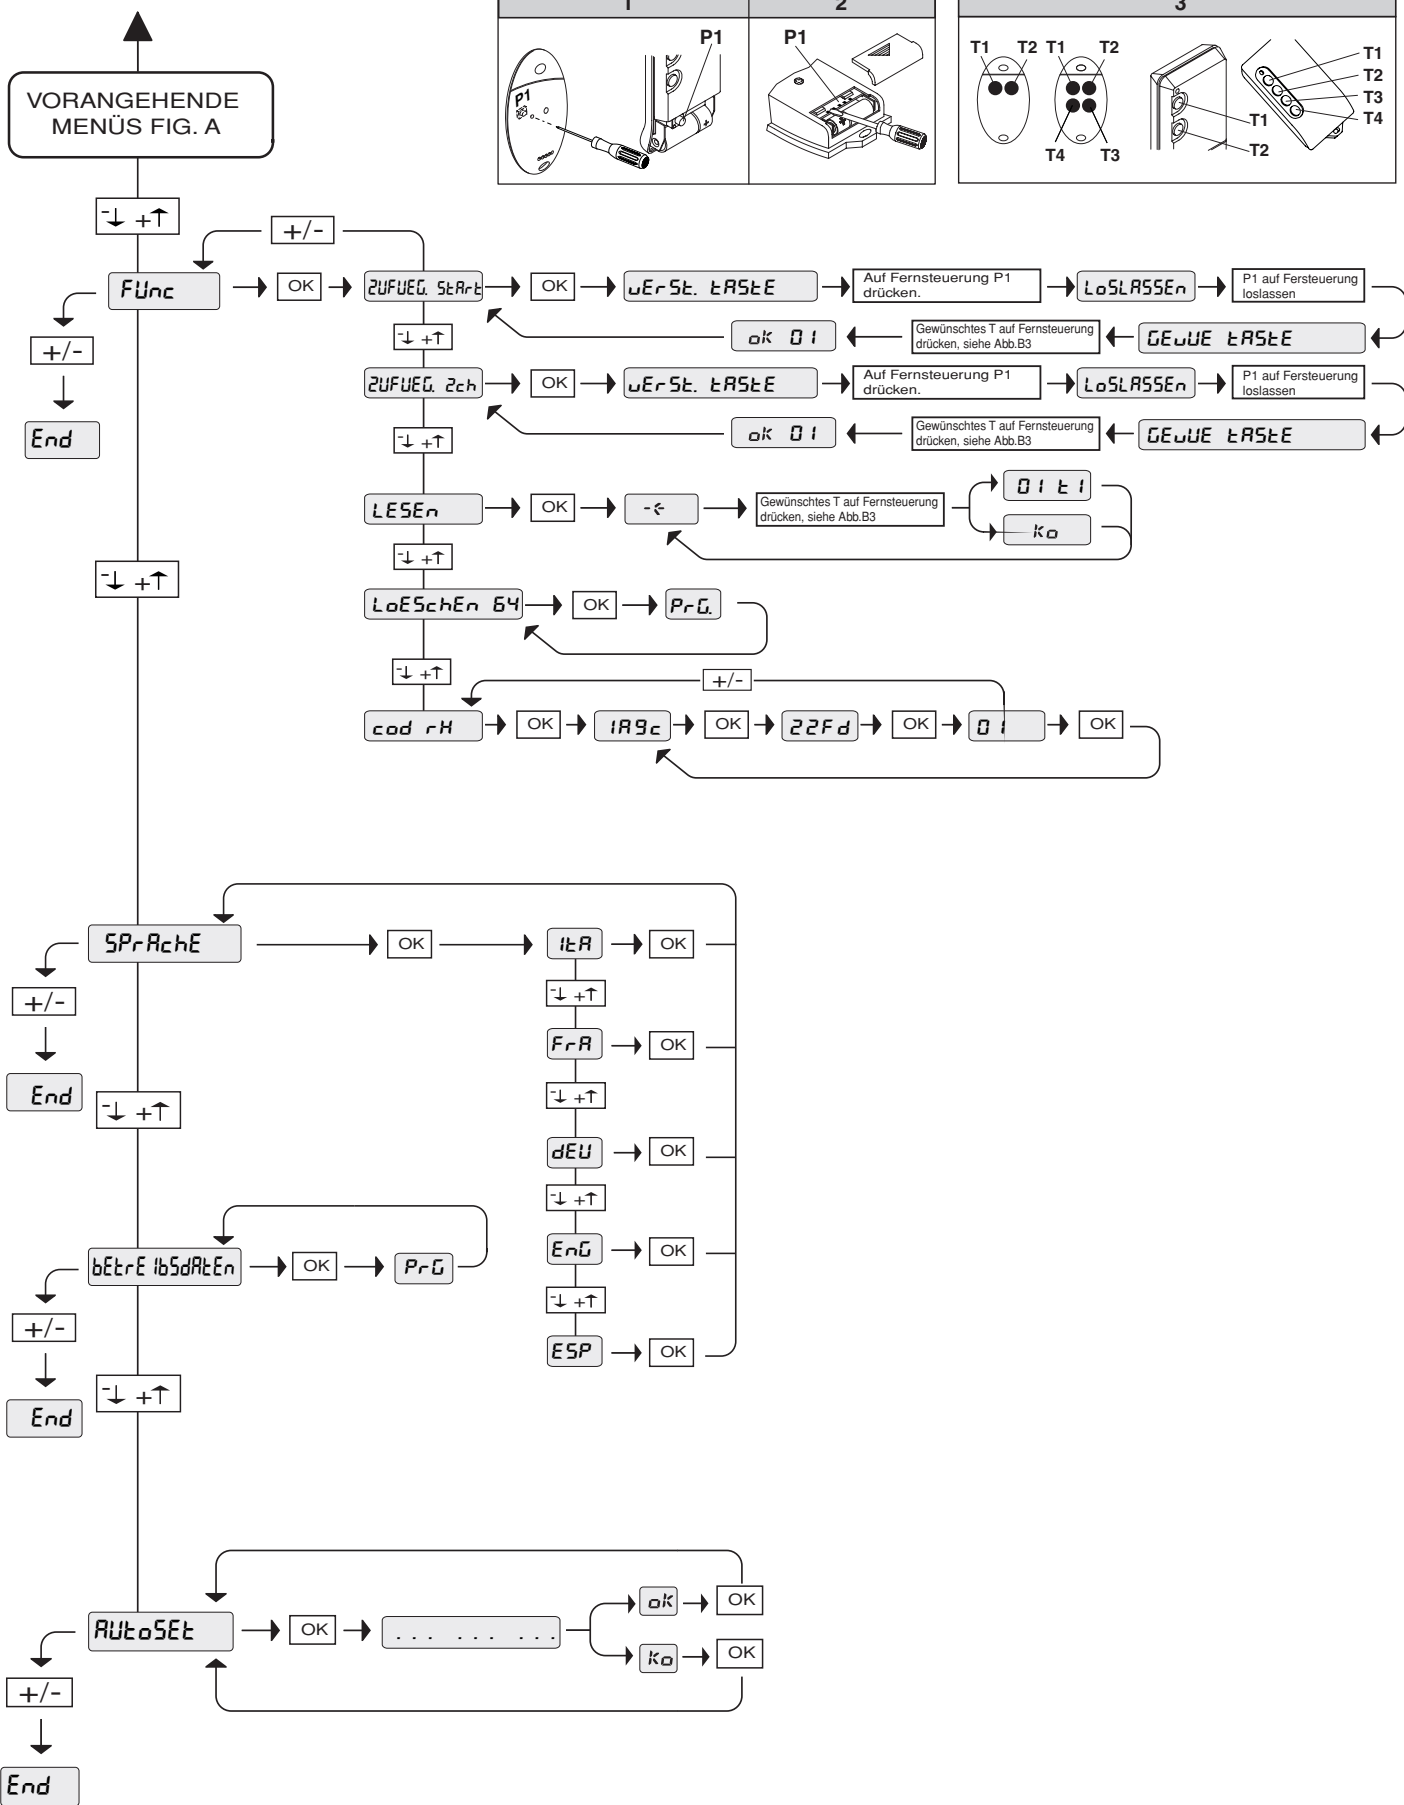 1
2
3
P1
P1
P1
T1
T2
T1
T2
T4
T3
T1
T2
T1
T2
T3
T4
VORANGEHENDE
MENÜS FIG. A
- +
+/-
FUnc
OK
ZUFUEG. StArt
OK
vErSt. tAStE
Auf Fernsteuerung P1
drücken.
LoSLASSEn
P1 auf Fersteuerung
loslassen
+/-
End
- +
oK 01
Gewünschtes T auf Fernsteuerung
drücken, siehe Abb.B3
GEwUE tAStE
ZUFUEG. 2ch
OK
vErSt. tAStE
Auf Fernsteuerung P1
drücken.
LoSLASSEn
P1 auf Fersteuerung
loslassen
- +
oK 01
Gewünschtes T auf Fernsteuerung
drücken, siehe Abb.B3
GEwUE tAStE
LESEn
OK
-<-
Gewünschtes T auf Fernsteuerung
drücken, siehe Abb.B3
01 t1
Ko
- +
- +
LoESchEn 64
OK
PrG.
- +
+/-
cod rH
OK
1A9c
OK
22Fd
OK
01
OK
SPrAchE
OK
ItA
OK
+/-
End
- +
FrA
OK
- +
- +
dEU
OK
- +
bEtrEIbSdAtEn
OK
PrG
EnG
OK
+/-
End
- +
- +
ESP
OK
AUtoSEt
OK
... ... ...
oK
OK
Ko
OK
+/-
End